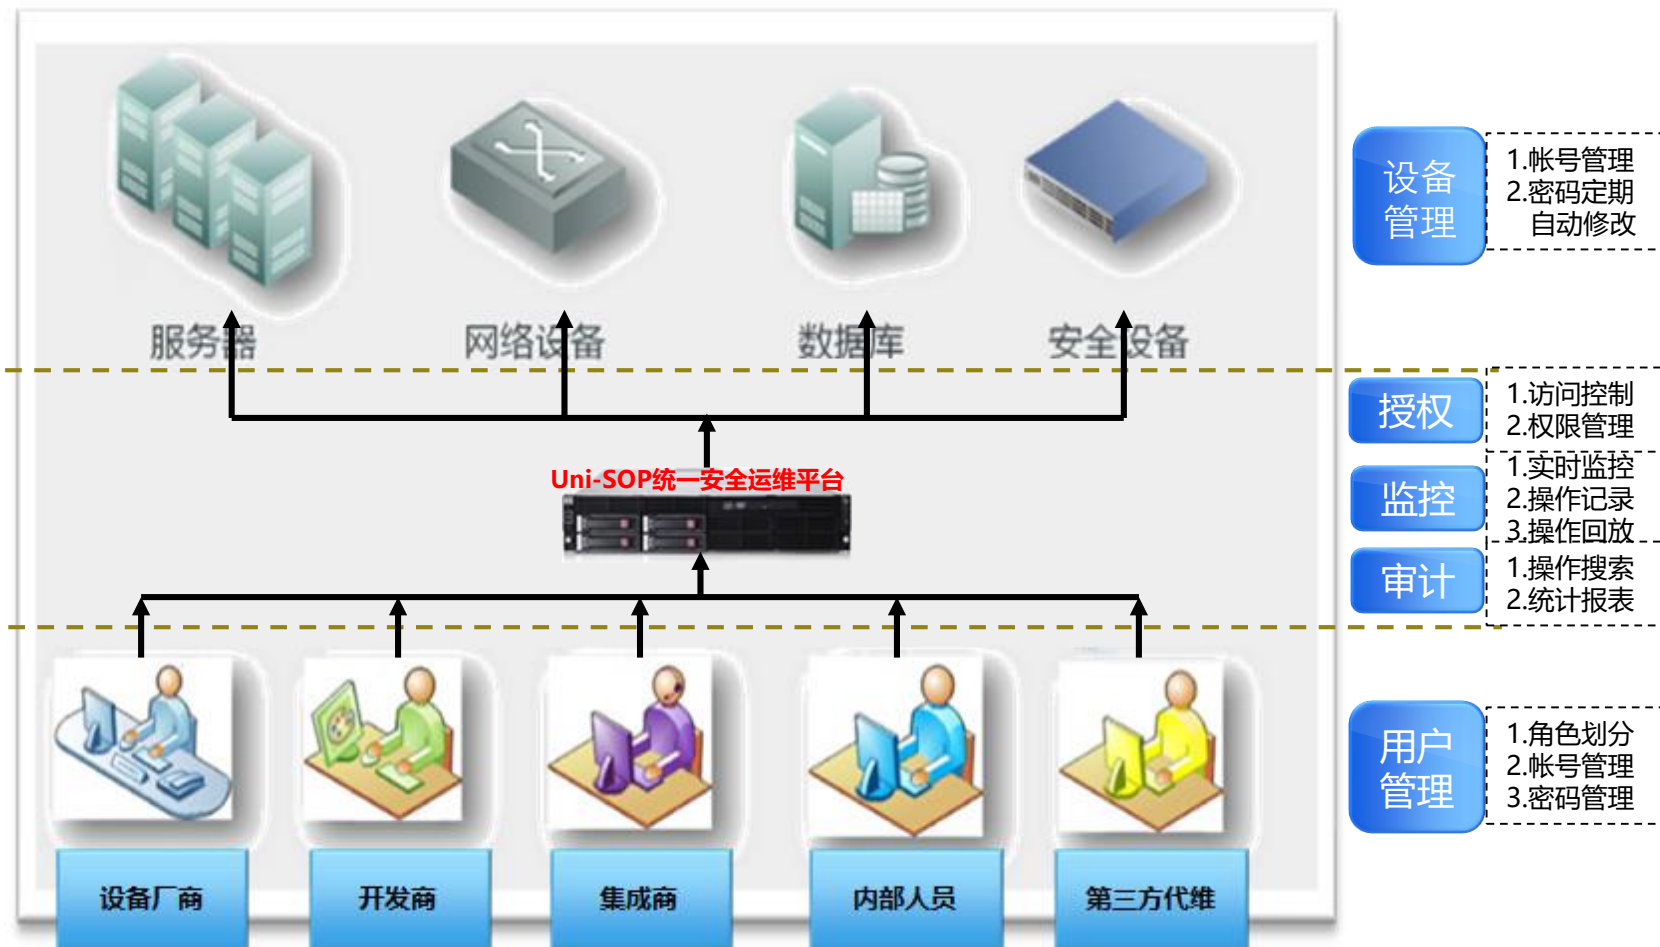 服务器
网络设备
数据库
安全设备
设备
管理
1.帐号管理
2.密码定期
自动修改
授权
1.访问控制
2.权限管理
Uni-SOP统一安全运维平台
监控
1.实时监控
2.操作记录
3.操作回放
审计
1.操作搜索
2.统计报表
用户
管理
1.角色划分
2.帐号管理
3.密码管理
设备厂商
开发商
集成商
内部人员
第三方代维